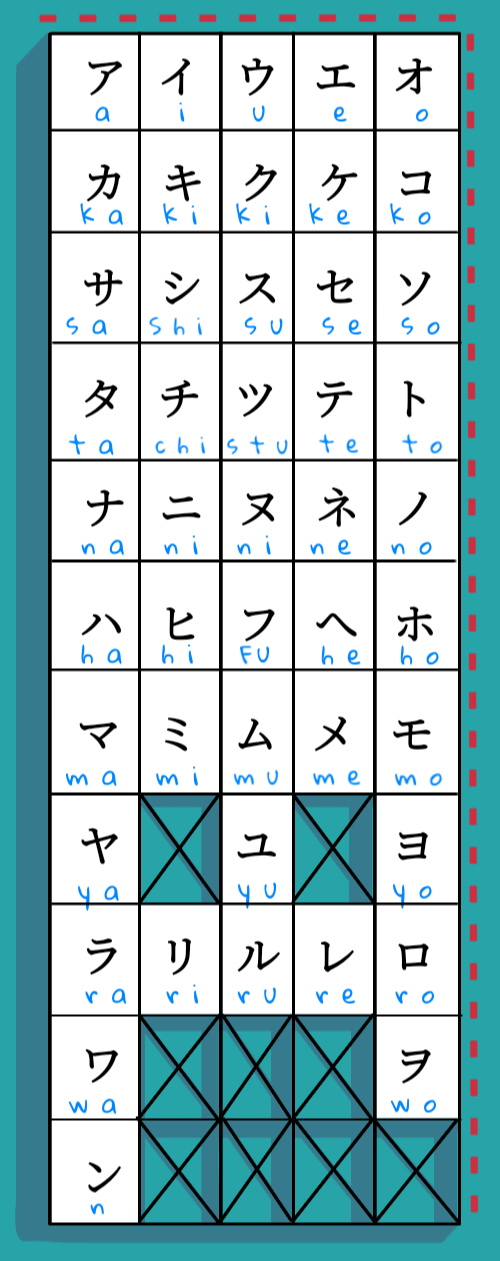 ア イ ウ エ オ
a i u e o
カ キ ク ケ コ
ka ki ki ke ko
サ シ ス セ ソ
sa shi su se so
タ チ ツ テ ト
ta chi stu te to
ナ ニ ヌ ネ ノ
na ni ni ne no
ハ ヒ フ ヘ ホ
ha hi FU he ho
マ ミ ム メ モ
ma mi mu me mo
ヤ ユ ヨ
ya yu yo
ラ リ ル レ ロ
ra ri ru re ro
ワ ヲ
wa wo
ン
n